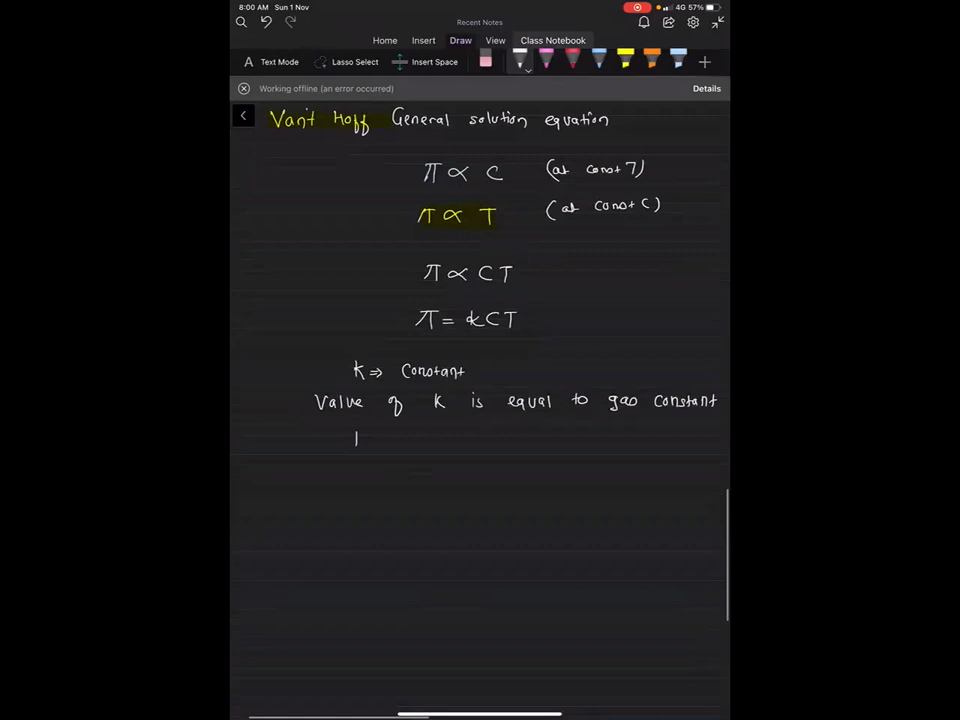 8:00 AM Sun 1 Nov
4G 57%
Recent Notes
Home Insert Draw View Class Notebook
Text Mode Lasso Select Insert Space
Working offline (an error occurred) Details
Van't Hoff General solution equation
π ∝ C (at const T)
π ∝ T (at const C)
π ∝ CT
π = kCT
k ⇒ Constant
Value of k is equal to gas constant